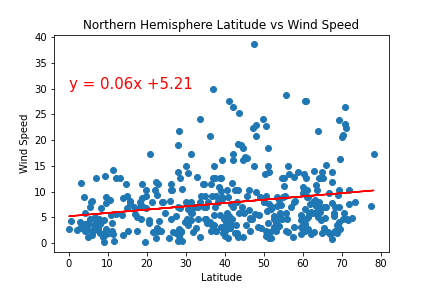 Northern Hemisphere Latitude vs Wind Speed
40
35
30
25
20
15
10
5
0
Wind Speed
y = 0.06x +5.21
0 10 20 30 40 50 60 70 80
Latitude